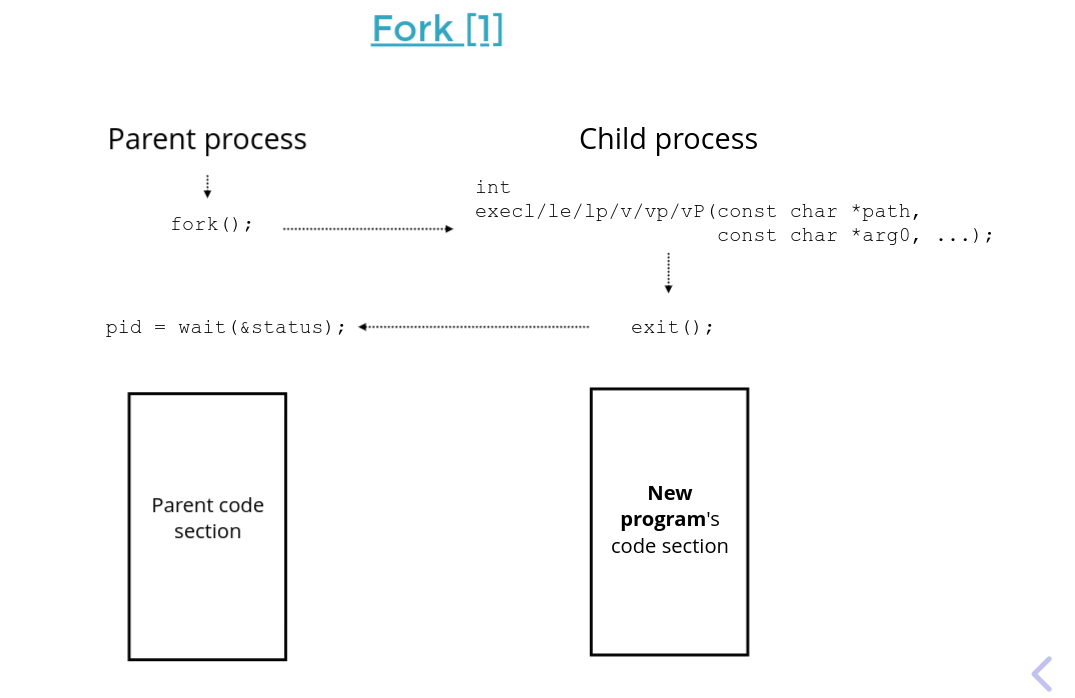 Fork [1]
Parent process
Child process
fork();
int
execl/le/lp/v/vp/vP(const char *path,
const char *arg0, ...);
pid = wait(&status);
exit();
Parent code
section
New
program's
code section